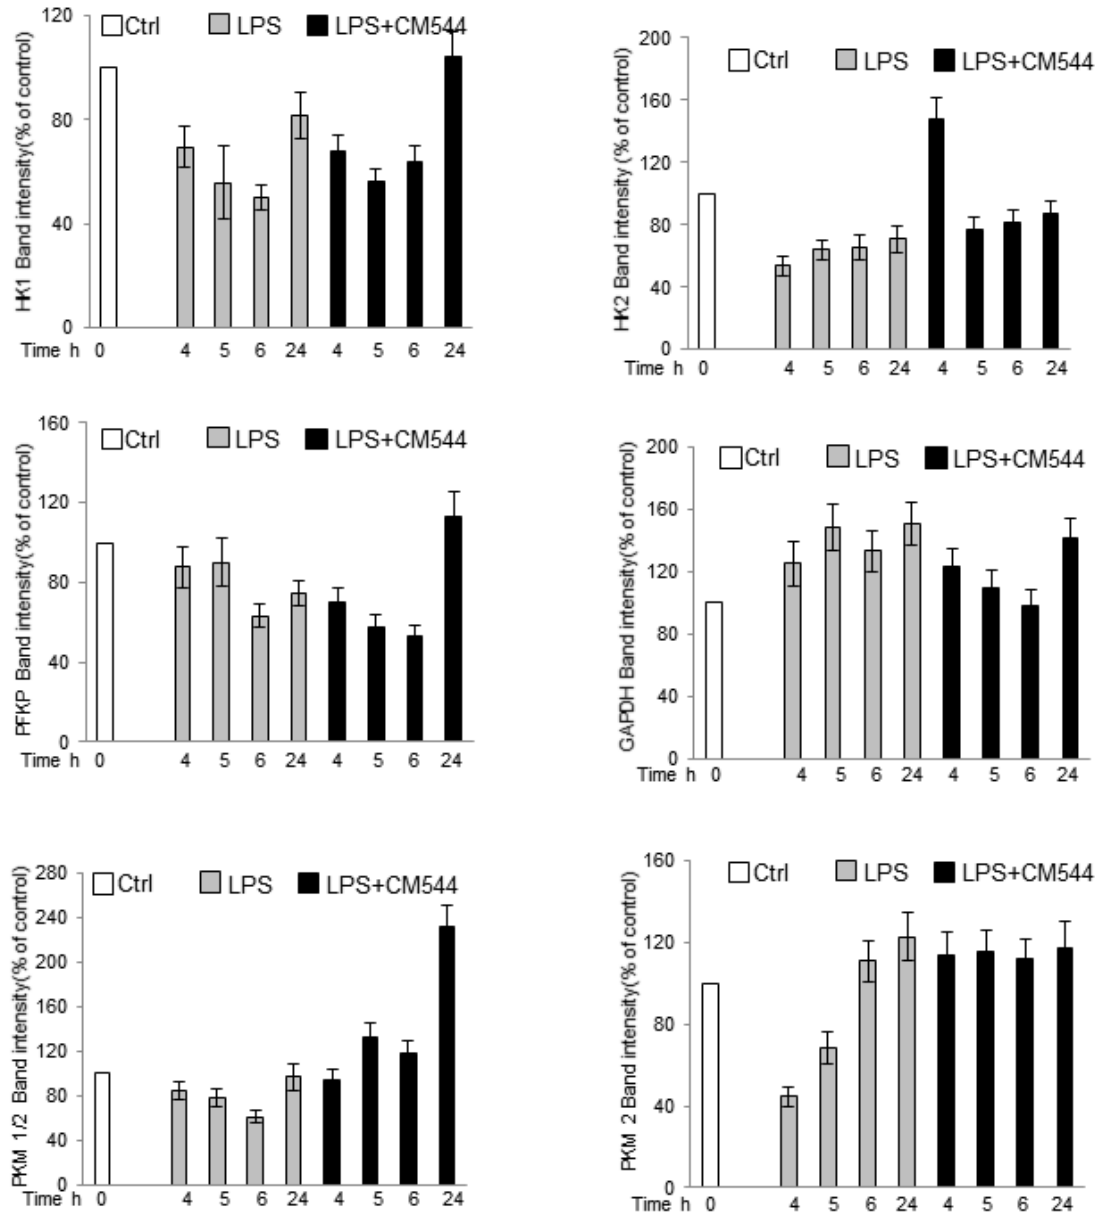 120
Ctrl LPS LPS+CM544
80
40
0
HK1 Band intensity(% of control)
Time h 0 4 5 6 24 4 5 6 24
200
Ctrl LPS LPS+CM544
160
120
80
40
0
HK2 Band intensity (% of control)
Time h 0 4 5 6 24 4 5 6 24
160
Ctrl LPS LPS+CM544
120
80
40
0
PFKP Band intensity(% of control)
Time h 0 4 5 6 24 4 5 6 24
200
Ctrl LPS LPS+CM544
160
120
80
40
0
GAPDH Band intensity(% of control)
Time h 0 4 5 6 24 4 5 6 24
280
Ctrl LPS LPS+CM544
240
200
160
120
80
40
0
PKM 1/2 Band intensity(% of control)
Time h 0 4 5 6 24 4 5 6 24
160
Ctrl LPS LPS+CM544
120
80
40
0
PKM 2 Band intensity(% of control)
Time h 0 4 5 6 24 4 5 6 24